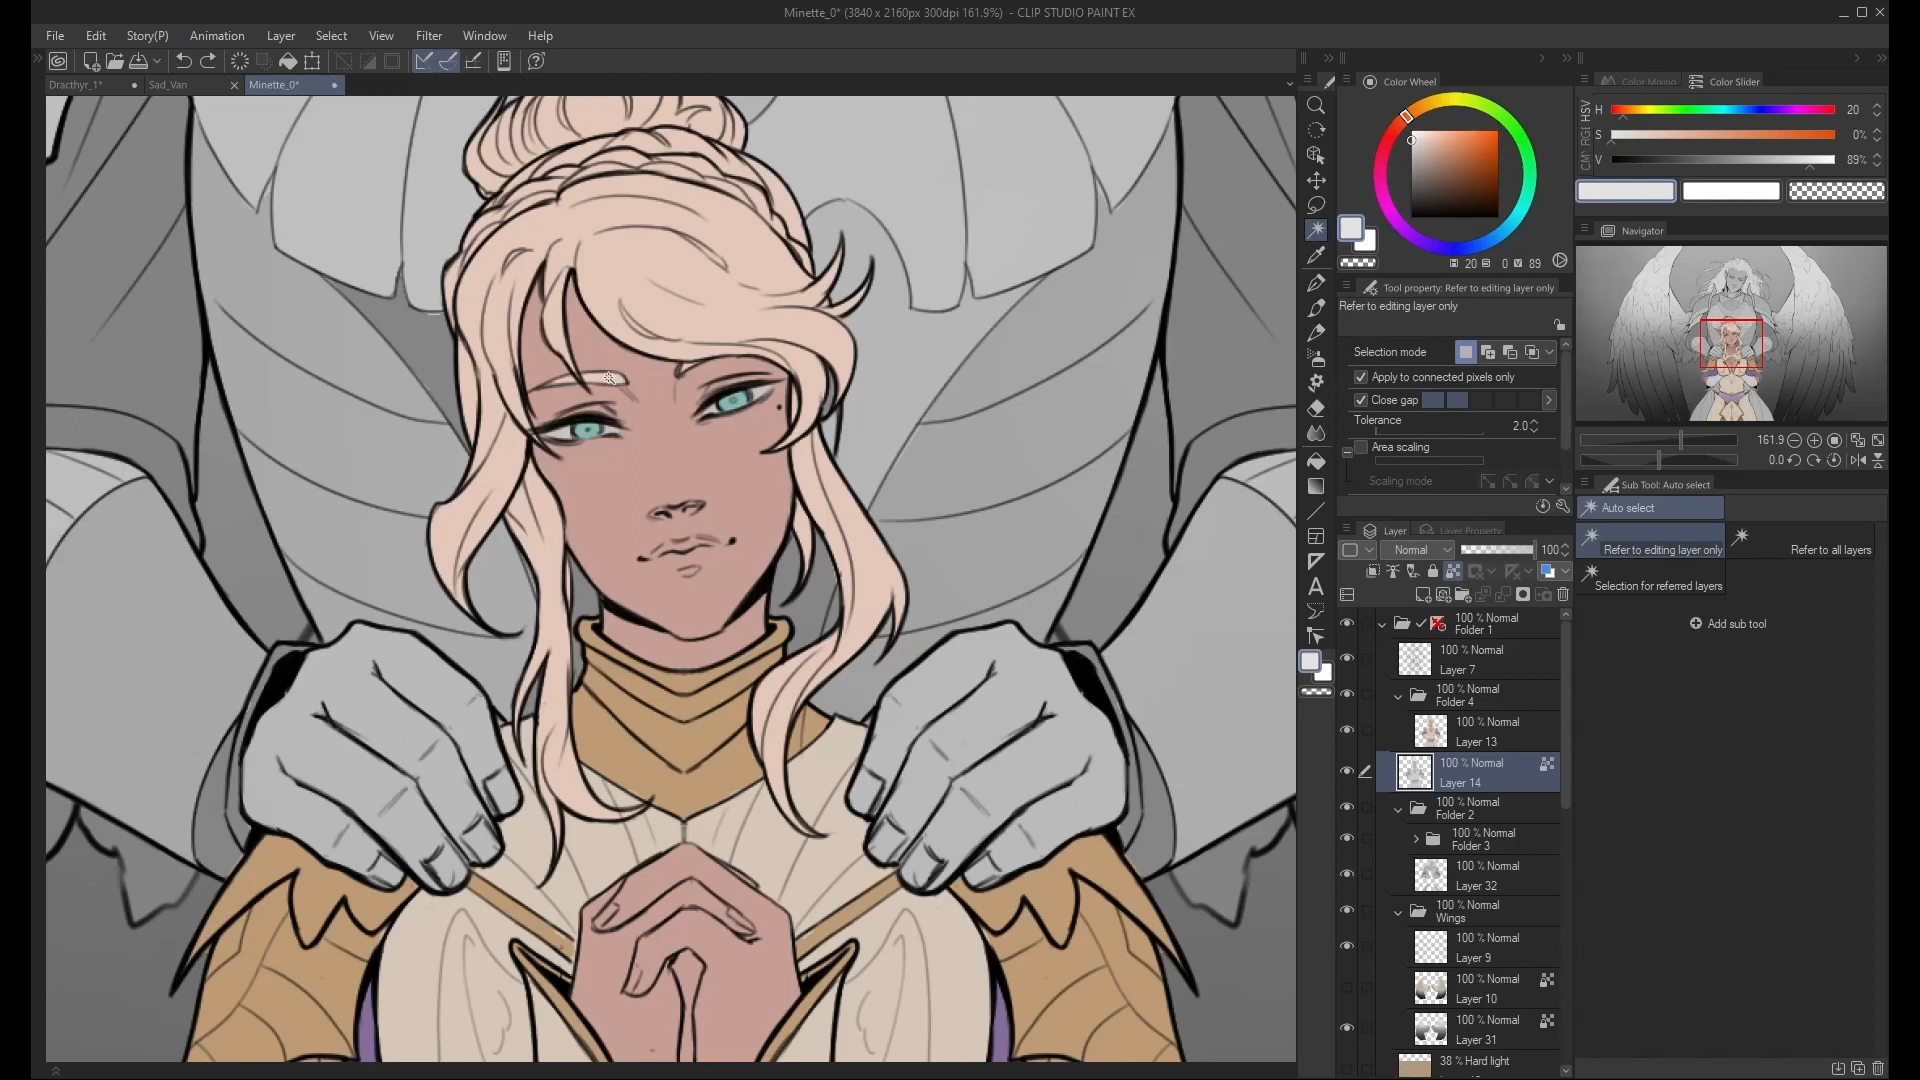 Minette_0* (3840 x 2160px 300dpi 161.9%) - CLIP STUDIO PAINT EX
File Edit Story(P) Animation Layer Select View Filter Window Help
Dracthyr_1* Sad_Van Minette_0*
Color Wheel
H 20 S 0 V 89
Color Mixing Color Slider
HSV
H 20
S 0%
V 89%
Navigator
161.9
0.0
Tool property: Refer to editing layer only
Refer to editing layer only
Selection mode
Apply to connected pixels only
Close gap
Tolerance 2.0
Area scaling
Scaling mode
Sub Tool: Auto select
Auto select
Refer to editing layer only
Refer to all layers
Selection for referred layers
Add sub tool
Layer Layer Property
Normal 100
100 % Normal
Folder 1
100 % Normal
Layer 7
100 % Normal
Folder 4
100 % Normal
Layer 13
100 % Normal
Layer 14
100 % Normal
Folder 2
100 % Normal
Folder 3
100 % Normal
Layer 32
100 % Normal
Wings
100 % Normal
Layer 9
100 % Normal
Layer 10
100 % Normal
Layer 31
38 % Hard light